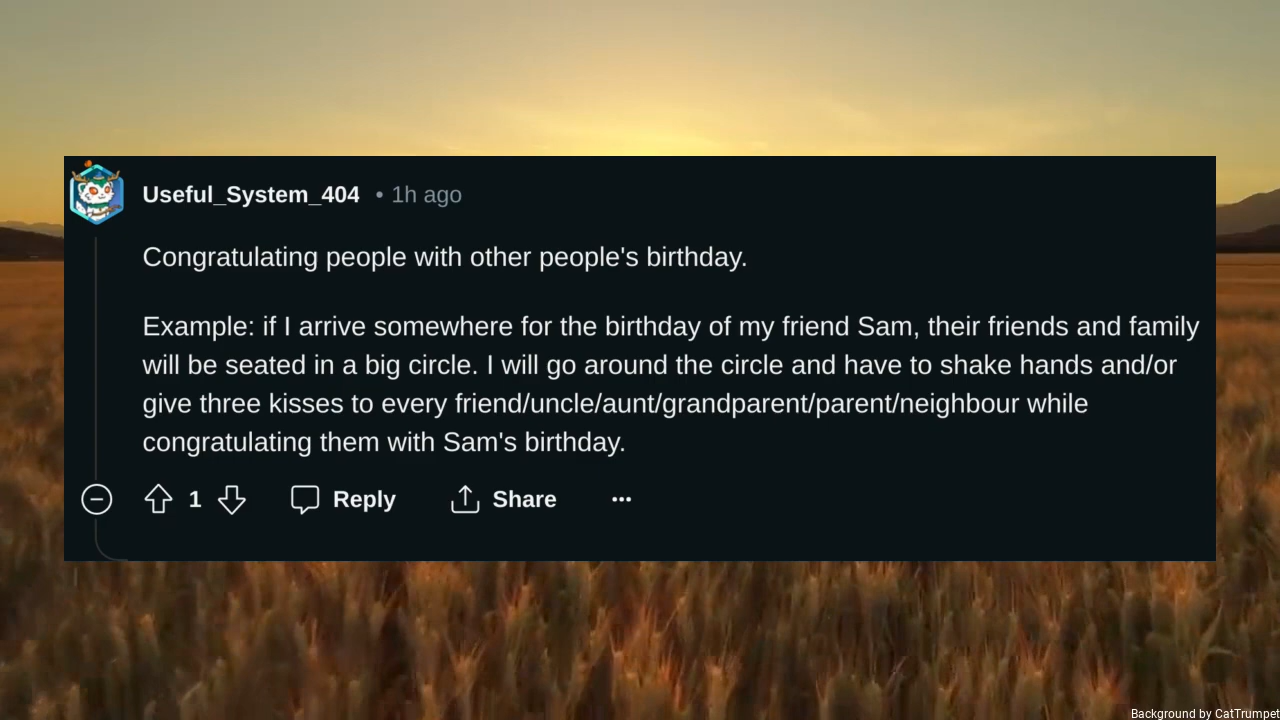 Useful_System_404 • 1h ago
Congratulating people with other people's birthday.
Example: if I arrive somewhere for the birthday of my friend Sam, their friends and family
will be seated in a big circle. I will go around the circle and have to shake hands and/or
give three kisses to every friend/uncle/aunt/grandparent/parent/neighbour while
congratulating them with Sam's birthday.
1 Reply Share ...
Background by CatTrumpet